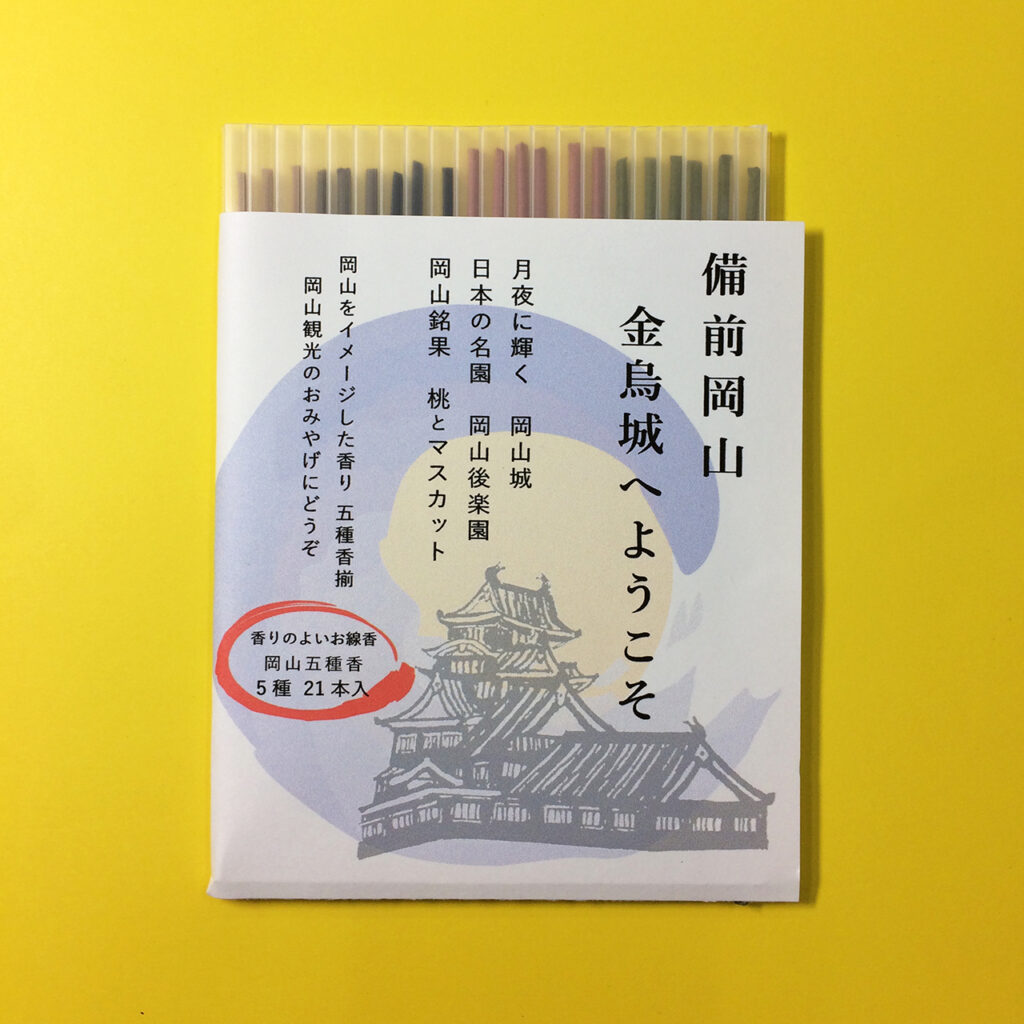 備前岡山
金烏城へようこそ
月夜に輝く　岡山城
日本の名園　岡山後楽園
岡山銘果　桃とマスカット
岡山をイメージした香り 五種香揃
岡山観光のおみやげにどうぞ
香りのよいお線香
岡山五種香
5種 21本入